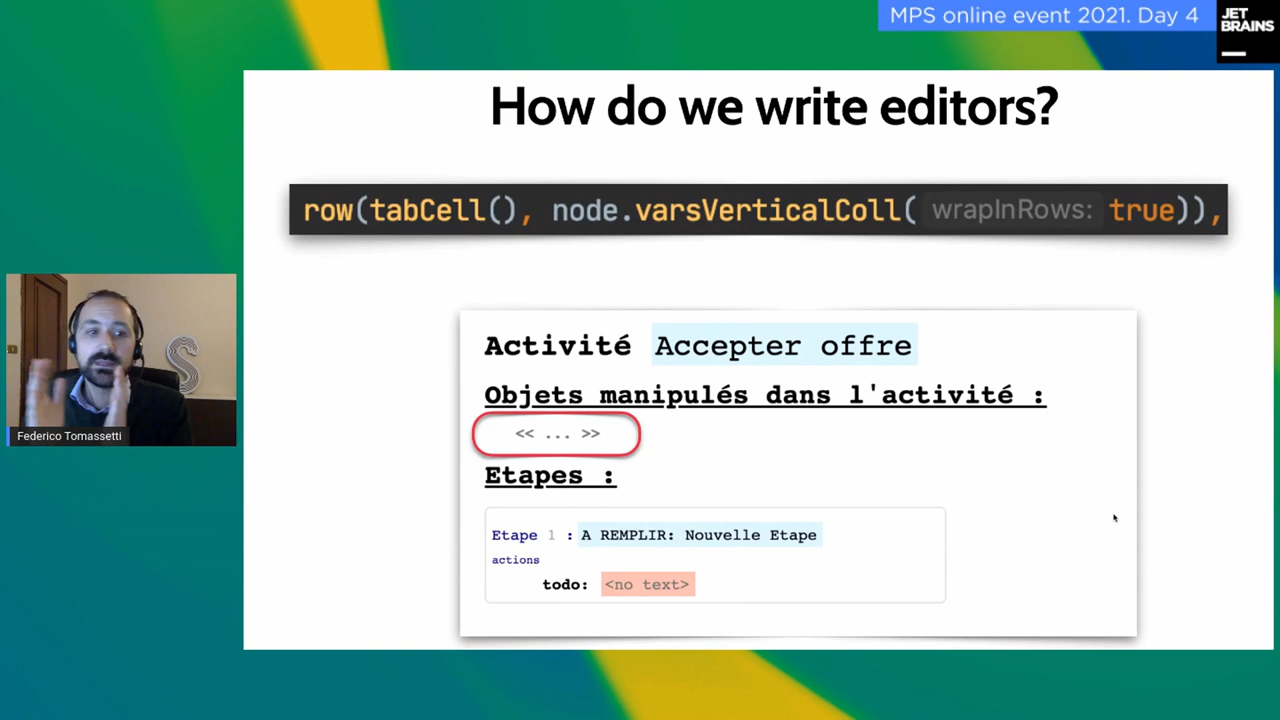 MPS online event 2021. Day 4
JET
BRAINS
How do we write editors?
row(tabCell(), node.varsVerticalColl( wrapInRows: true)),
Activité Accepter offre
Objets manipulés dans l'activité :
<< ... >>
Etapes :
Etape 1 : A REMPLIR: Nouvelle Etape
actions
todo: <no text>
Federico Tomassetti